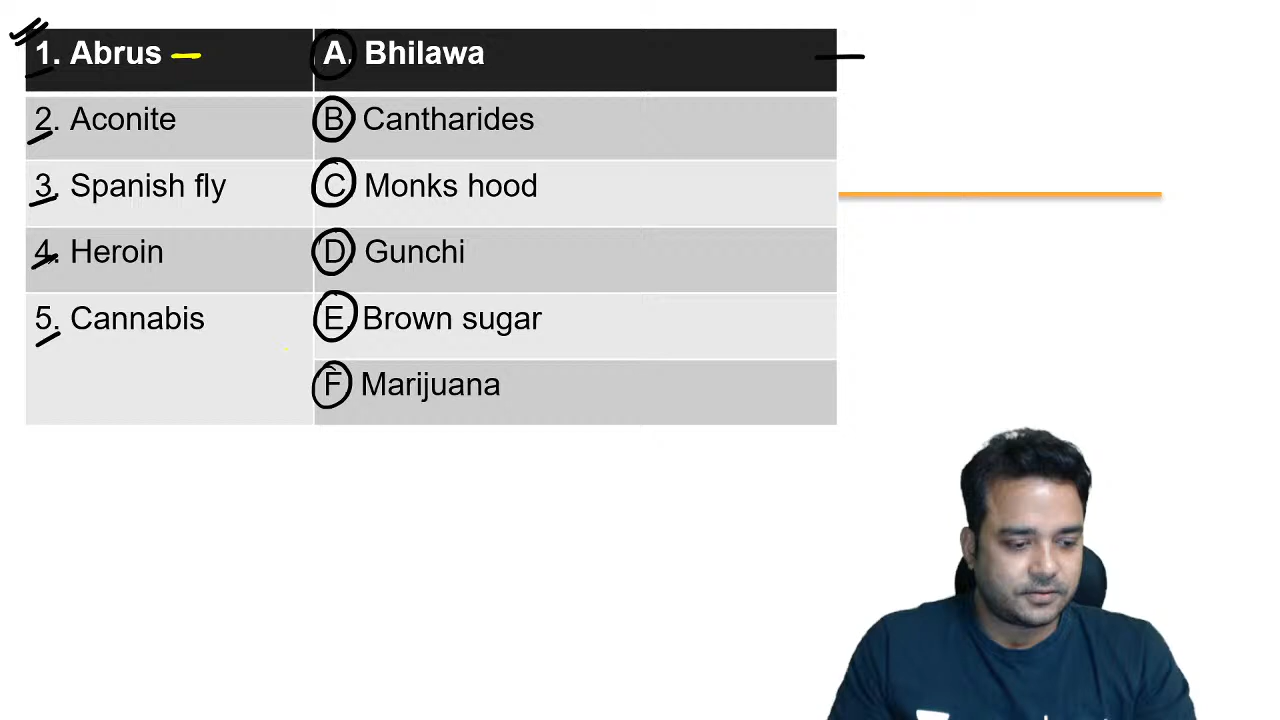 1. Abrus A. Bhilawa
2. Aconite B Cantharides
3. Spanish fly C Monks hood
4. Heroin D Gunchi
5. Cannabis E. Brown sugar
F Marijuana